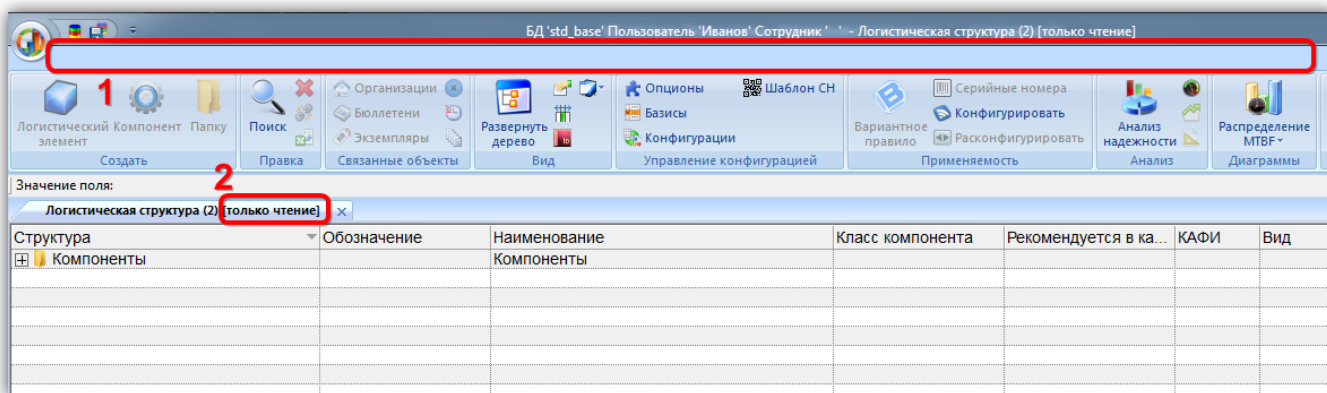 БД 'std_base' Пользователь 'Иванов' Сотрудник ' ' - Логистическая структура (2) [только чтение]
1
Логистический элемент Компонент Папку Поиск Организации Бюллетени Экземпляры Развернуть дерево Опционы Базисы Конфигурации Шаблон СН Вариантное правило Серийные номера Конфигурировать Расконфигурировать Анализ надежности Распределение MTBF
Создать Правка Связанные объекты Вид Управление конфигурацией Применяемость Анализ Диаграммы
2
Значение поля:
Логистическая структура (2) [только чтение]
Структура Обозначение Наименование Класс компонента Рекомендуется в ка... КАФИ Вид
Компоненты Компоненты